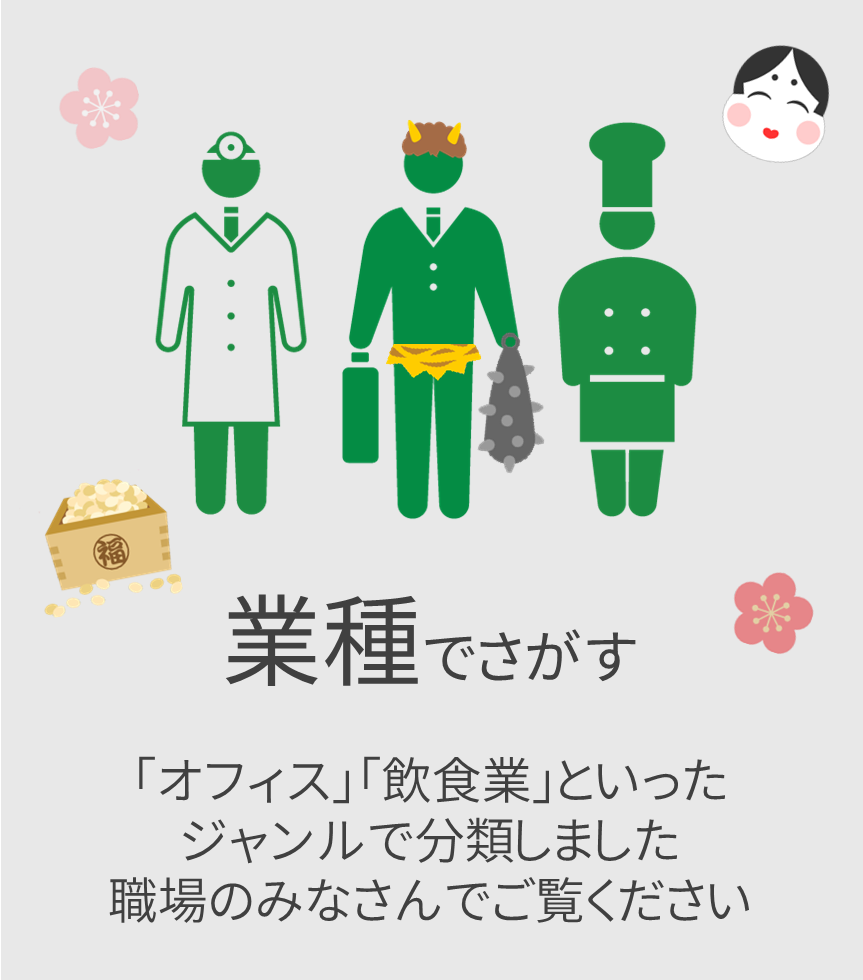 福
業種でさがす
「オフィス」「飲食業」といった
ジャンルで分類しました
職場のみなさんでご覧ください